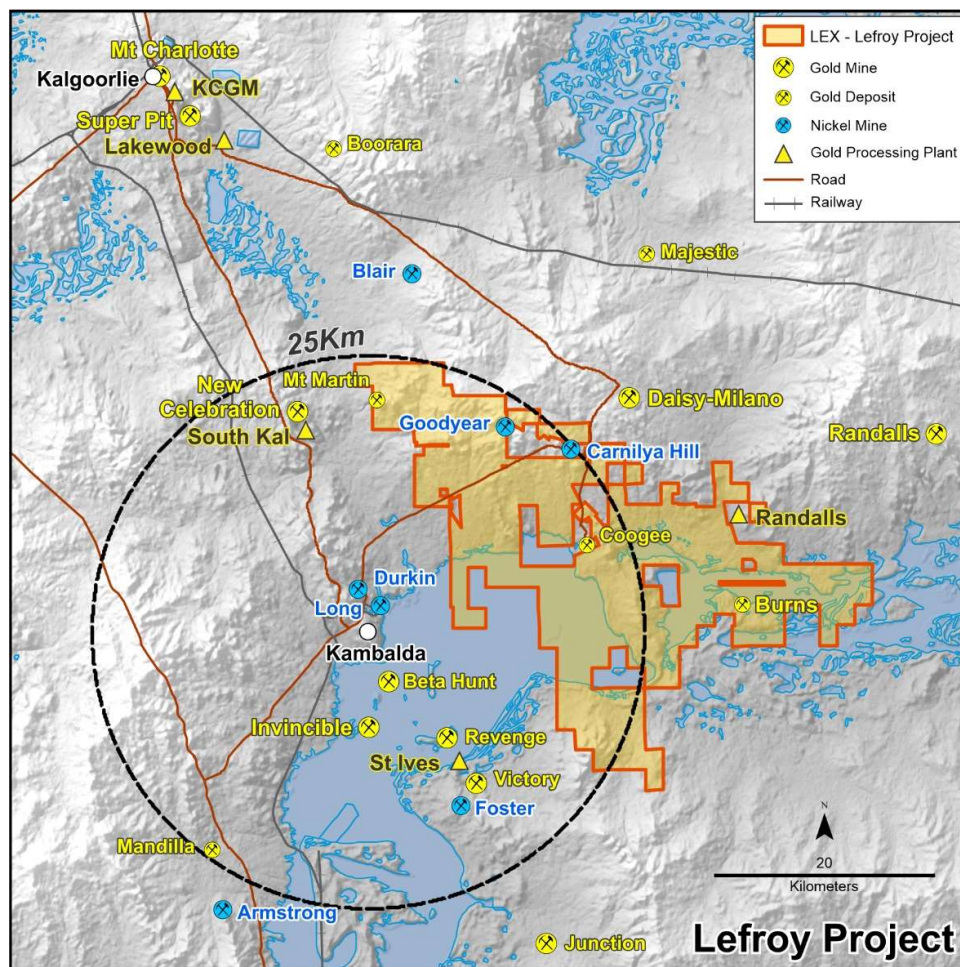 Mt Charlotte
Kalgoorlie
KCGM
Super Pit
Lakewood
Boorara
Majestic
Blair
25Km
Mt Martin
New
Celebration
South Kal
Goodyear
Daisy-Milano
Randalls
Carnilya Hill
Randalls
Coogee
Durkin
Long
Burns
Kambalda
Beta Hunt
Invincible
Revenge
St Ives
Victory
Foster
Mandilla
Armstrong
Junction
LEX - Lefroy Project
Gold Mine
Gold Deposit
Nickel Mine
Gold Processing Plant
Road
Railway
N
20
Kilometers
Lefroy Project